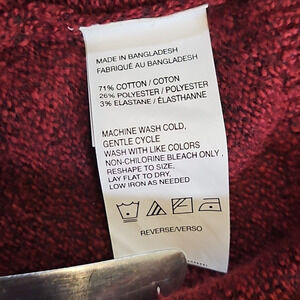 MADE IN BANGLADESH
FABRIQUÉ AU BANGLADESH
71% COTTON / COTON
26% POLYESTER / POLYESTER
3% ELASTANE / ÉLASTHANNE
MACHINE WASH COLD,
GENTLE CYCLE
WASH WITH LIKE COLORS
NON-CHLORINE BLEACH ONLY ,
RESHAPE TO SIZE,
LAY FLAT TO DRY,
LOW IRON AS NEEDED
REVERSE/VERSO